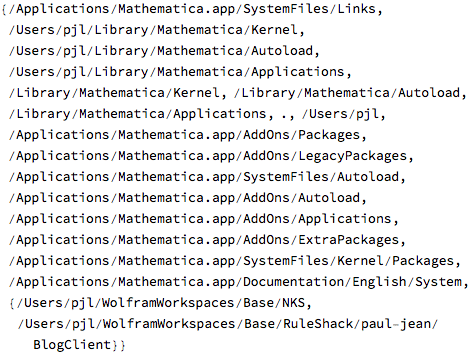 {/Applications/Mathematica.app/SystemFiles/Links,
/Users/pjl/Library/Mathematica/Kernel,
/Users/pjl/Library/Mathematica/Autoload,
/Users/pjl/Library/Mathematica/Applications,
/Library/Mathematica/Kernel, /Library/Mathematica/Autoload,
/Library/Mathematica/Applications, ., /Users/pjl,
/Applications/Mathematica.app/AddOns/Packages,
/Applications/Mathematica.app/AddOns/LegacyPackages,
/Applications/Mathematica.app/SystemFiles/Autoload,
/Applications/Mathematica.app/AddOns/Autoload,
/Applications/Mathematica.app/AddOns/Applications,
/Applications/Mathematica.app/AddOns/ExtraPackages,
/Applications/Mathematica.app/SystemFiles/Kernel/Packages,
/Applications/Mathematica.app/Documentation/English/System,
{/Users/pjl/WolframWorkspaces/Base/NKS,
/Users/pjl/WolframWorkspaces/Base/RuleShack/paul-jean/
BlogClient}}